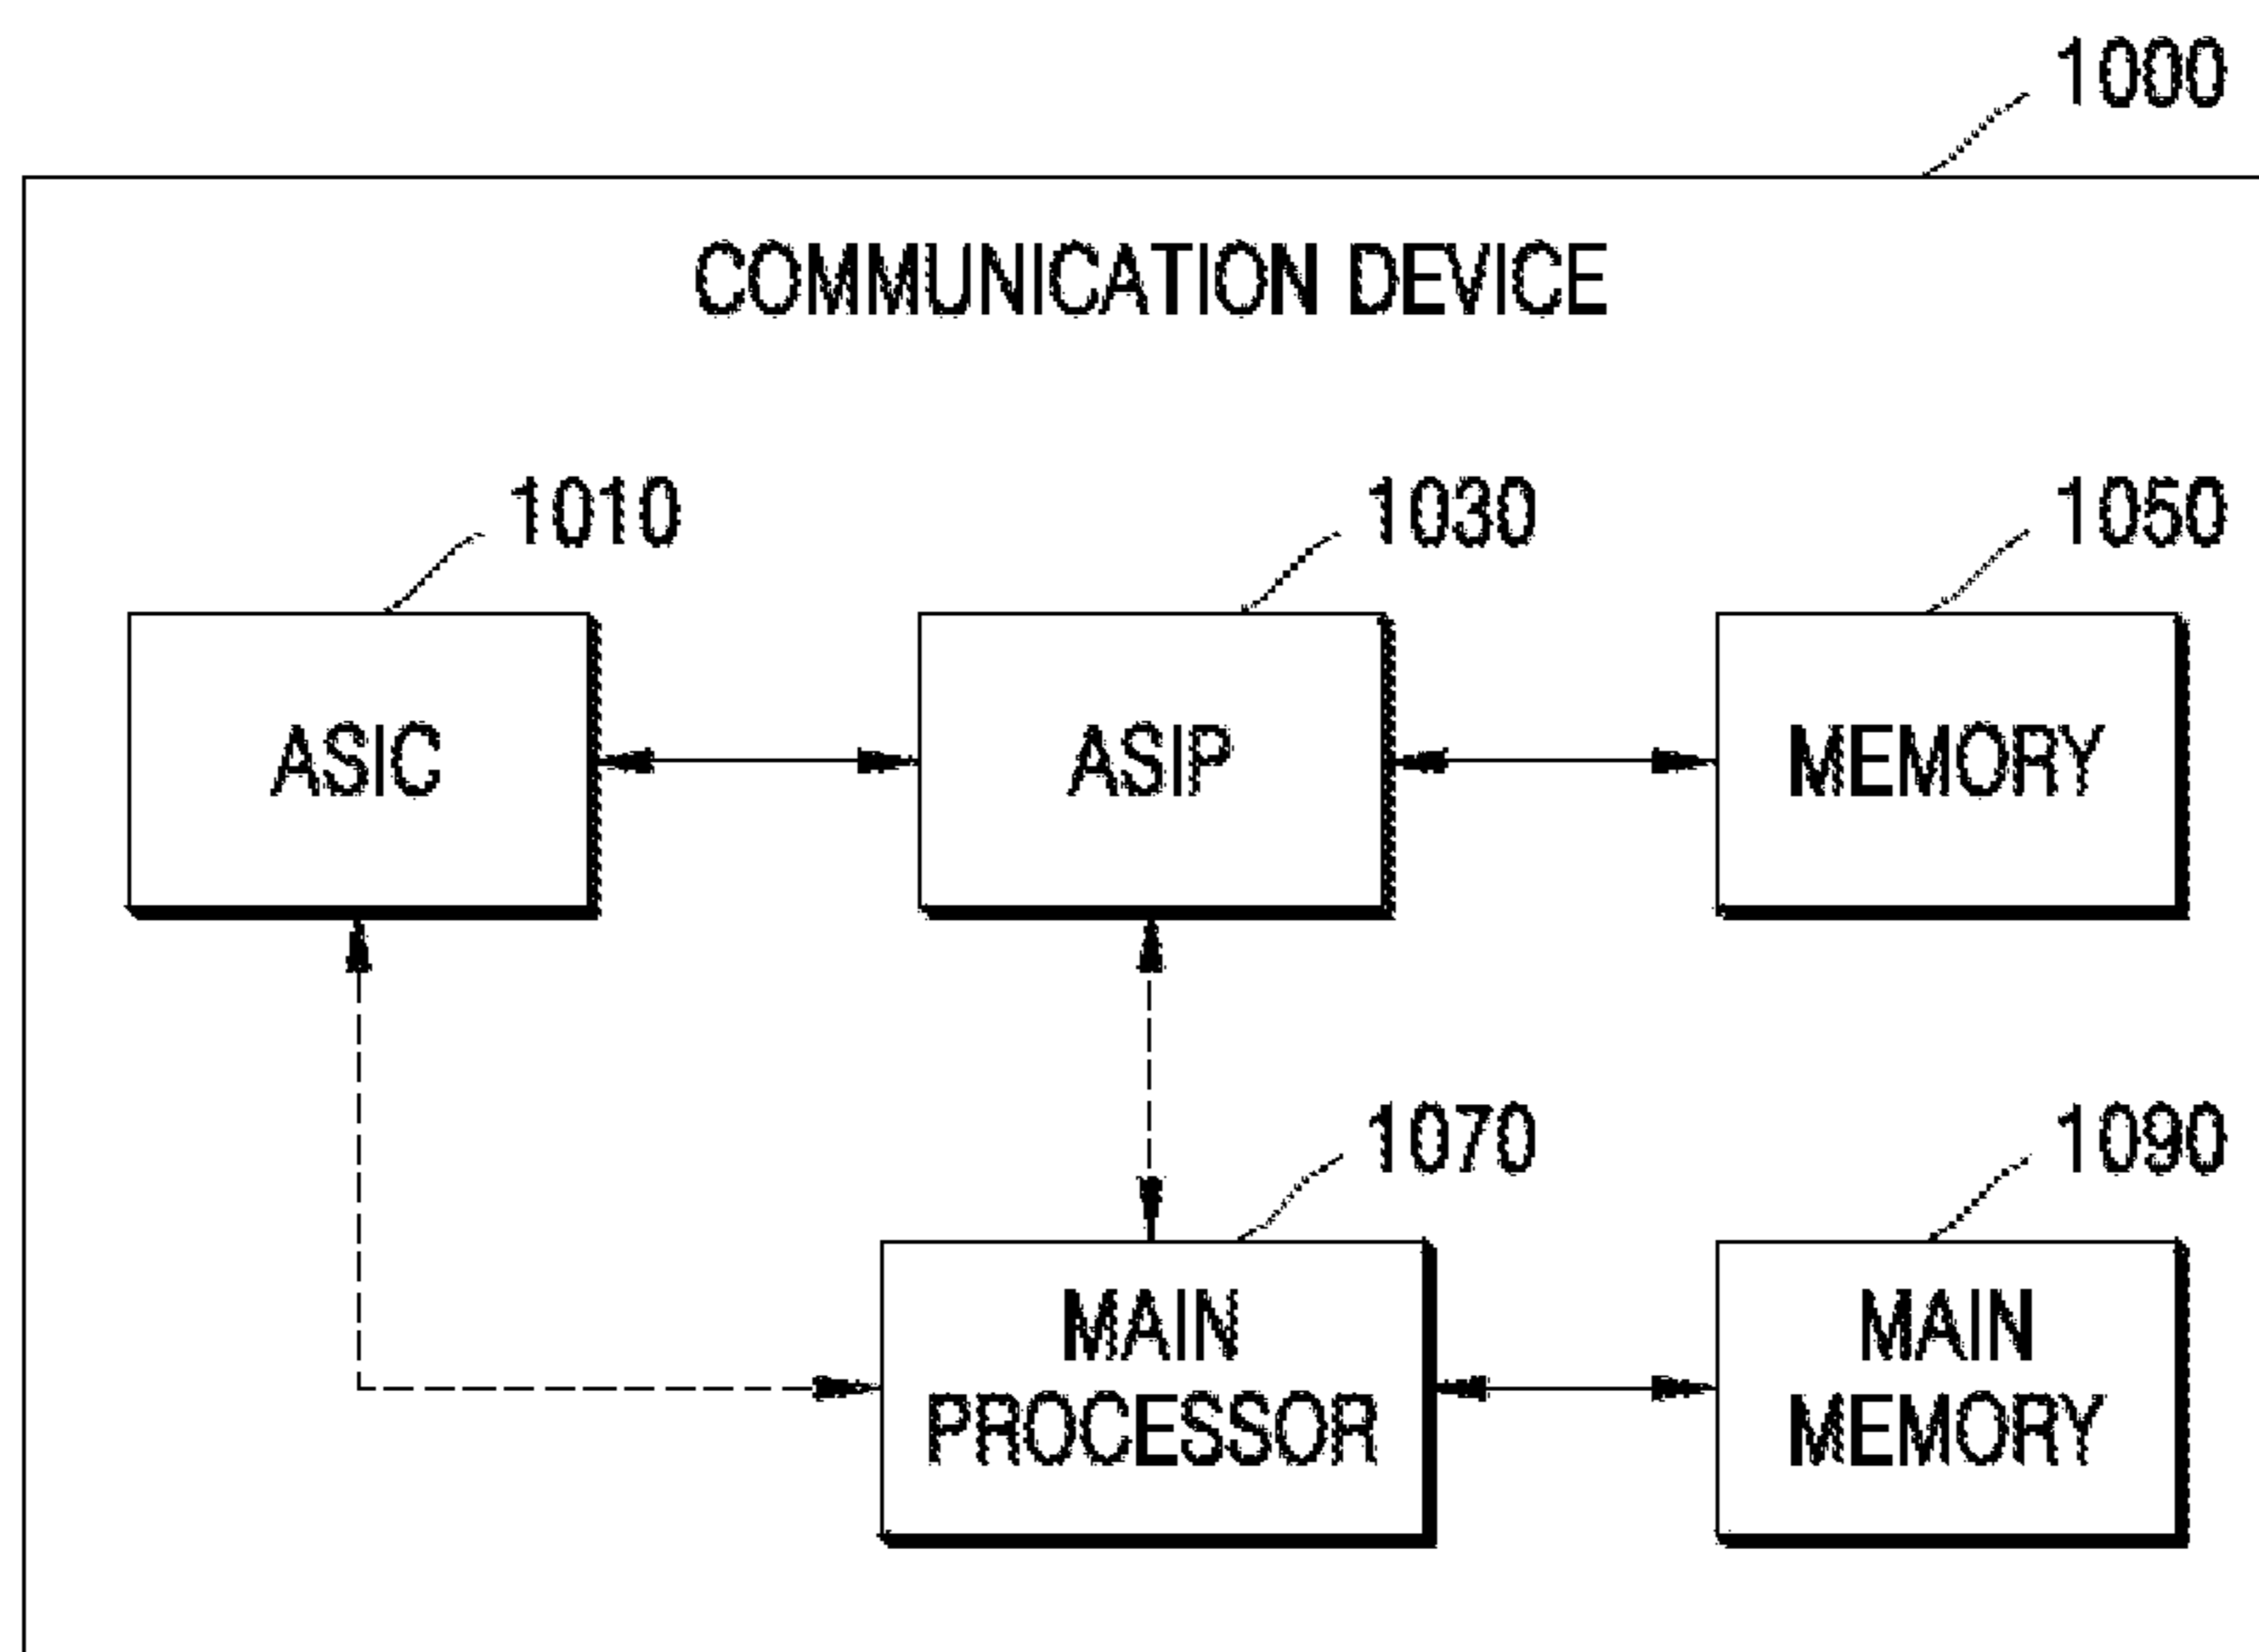 1000
COMMUNICATION DEVICE
1010
1030
1050
ASIC
ASIP
MEMORY
1070
1090
MAIN
PROCESSOR
MAIN
MEMORY